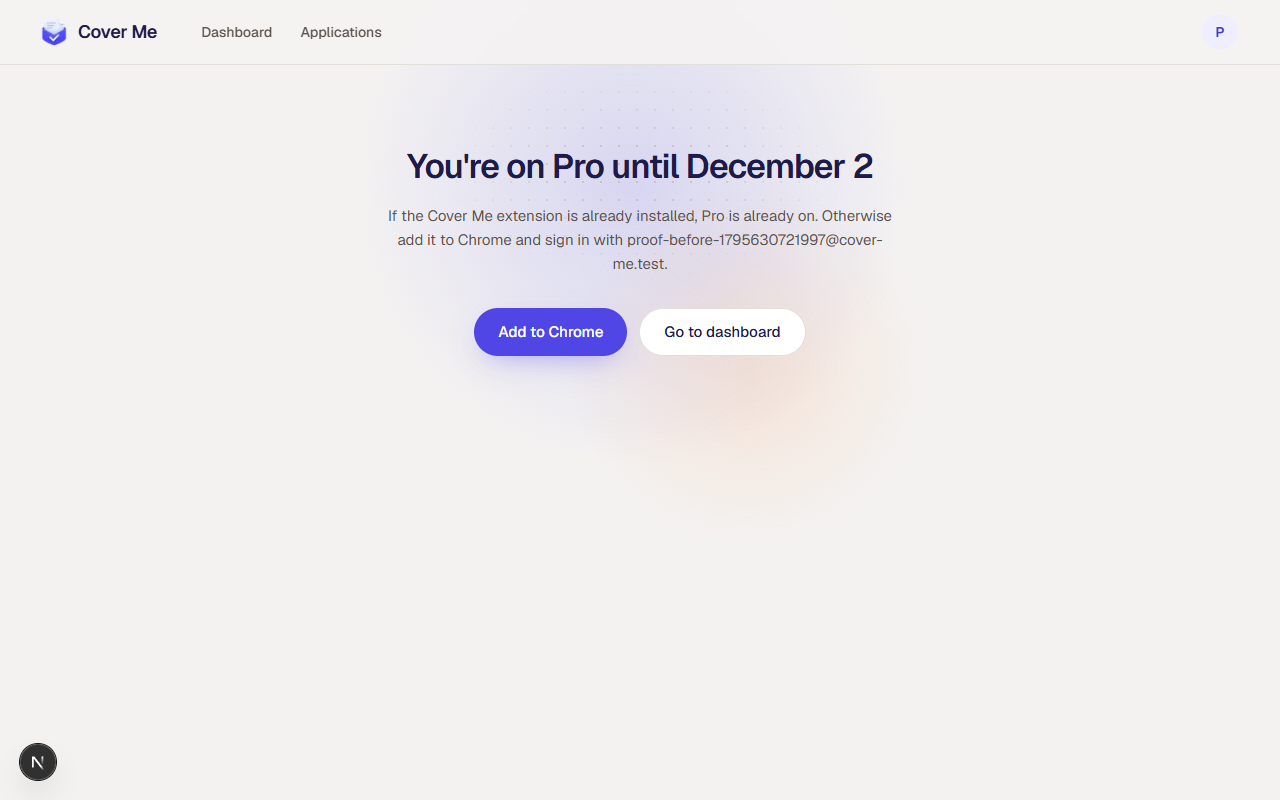 Cover Me
Dashboard
Applications
P
You're on Pro until December 2
If the Cover Me extension is already installed, Pro is already on. Otherwise
add it to Chrome and sign in with proof-before-1795630721997@cover-
me.test.
Add to Chrome
Go to dashboard
N